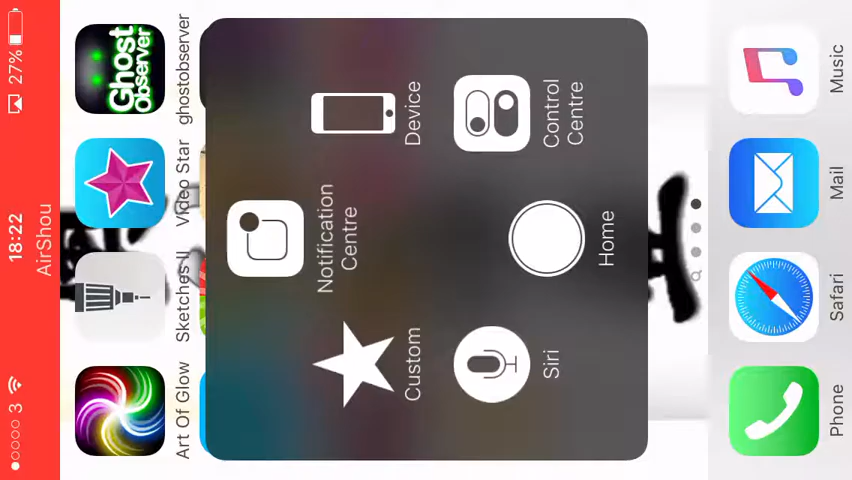 3 18:22 27%
AirShou
Art Of Glow Sketches II Video Star ghostobserver
Ghost
Observer
Notification
Centre
Custom Device
Siri Control
Centre
Home
Phone Safari Mail Music